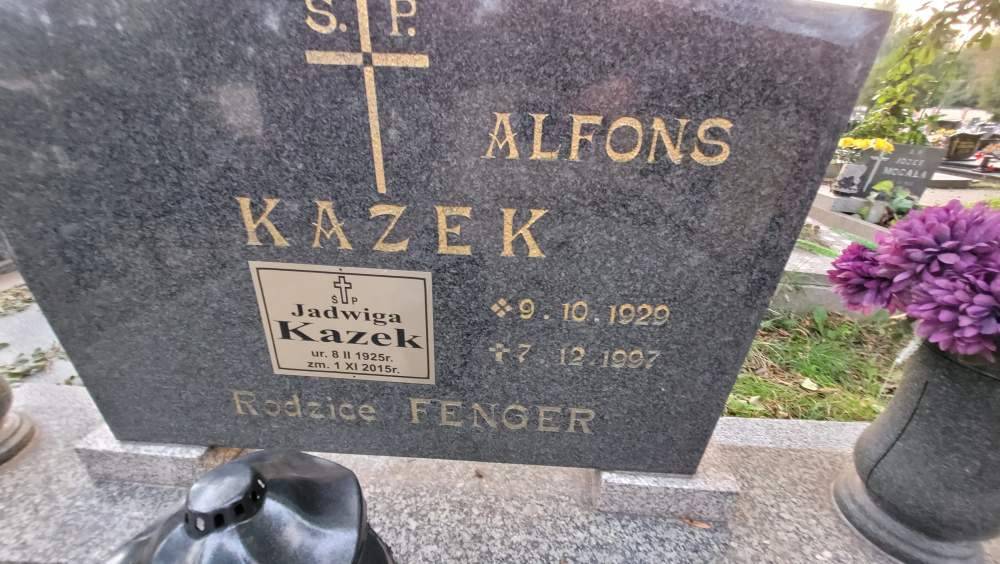 Ś. P.
ALFONS
KAZEK
Ś P
Jadwiga
Kazek
ur. 8 II 1925r.
zm. 1 XI 2015r.
9.10.1929
7.12.1997
Rodzice FENGER
JÓZEF
MOCAŁA